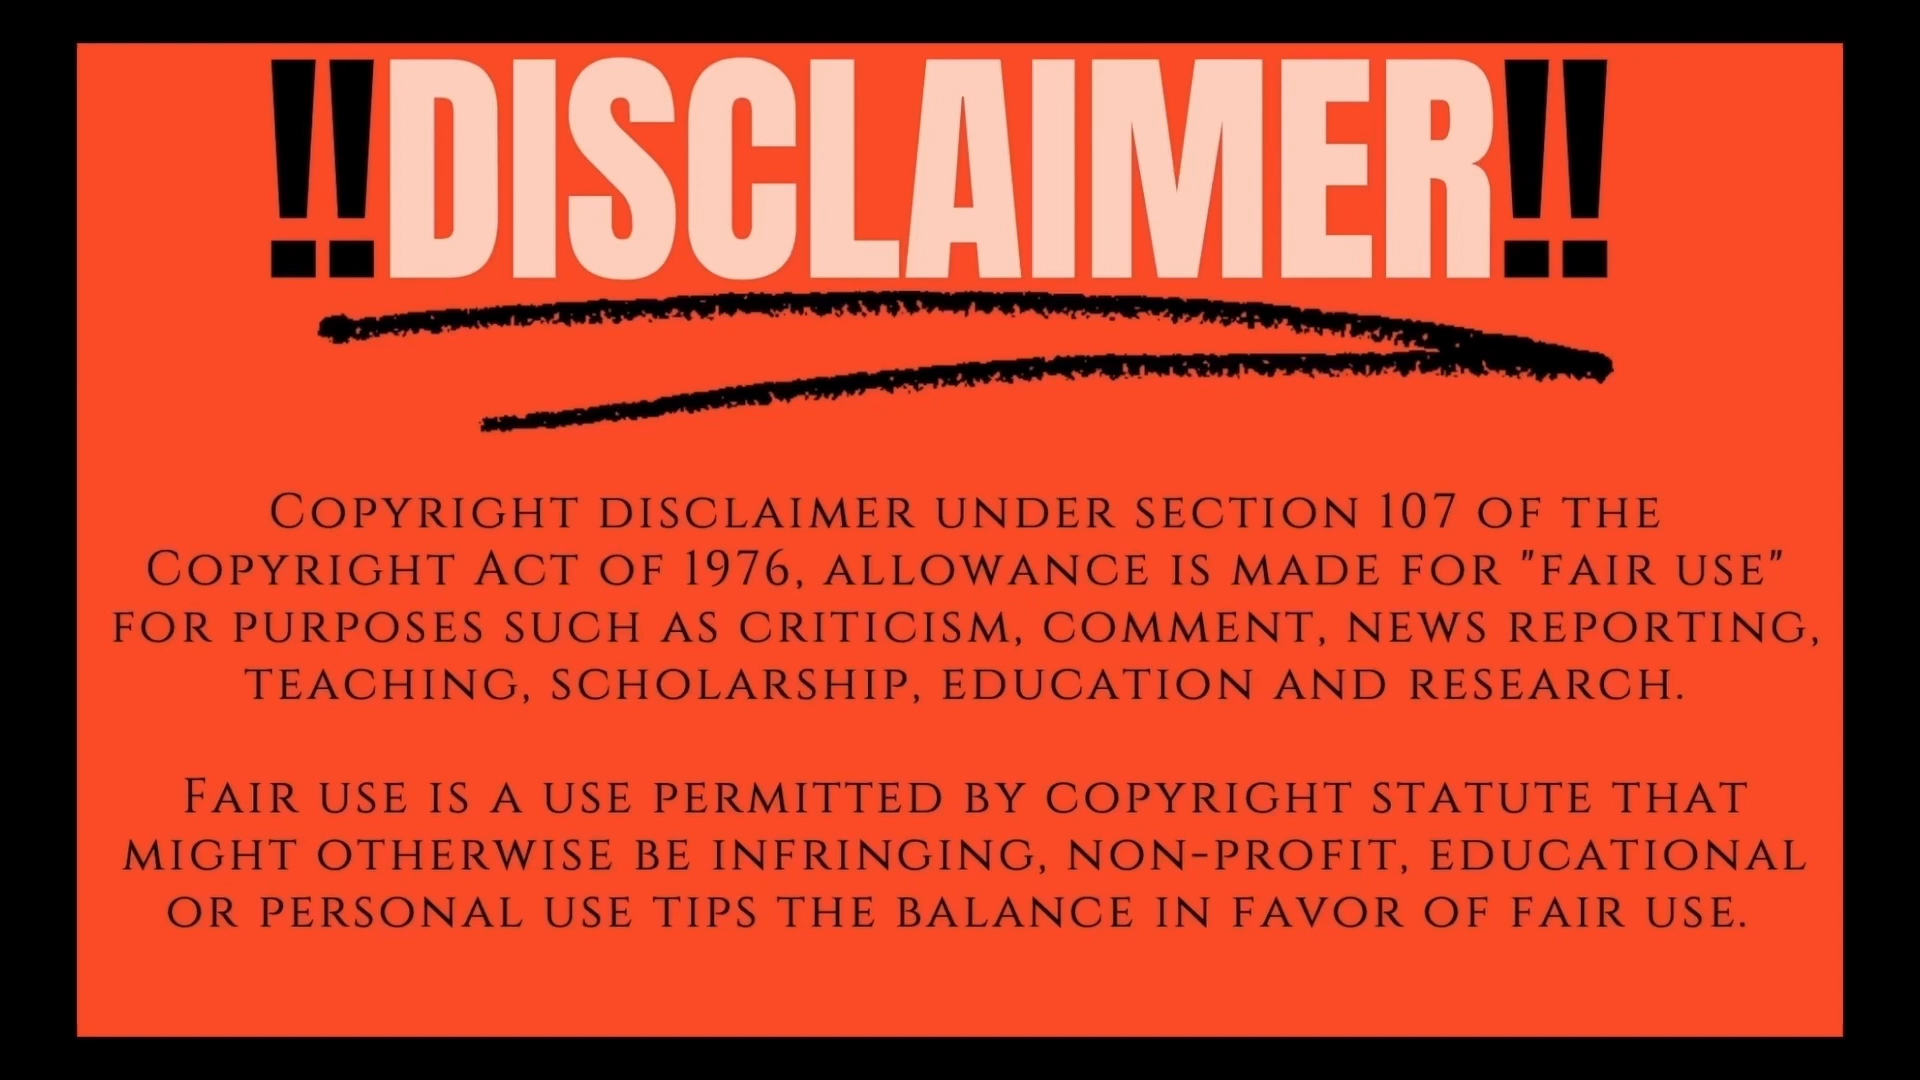 !!DISCLAIMER!!
Copyright disclaimer under section 107 of the
Copyright Act of 1976, allowance is made for "fair use"
for purposes such as criticism, comment, news reporting,
teaching, scholarship, education and research.
Fair use is a use permitted by copyright statute that
might otherwise be infringing, non-profit, educational
or personal use tips the balance in favor of fair use.